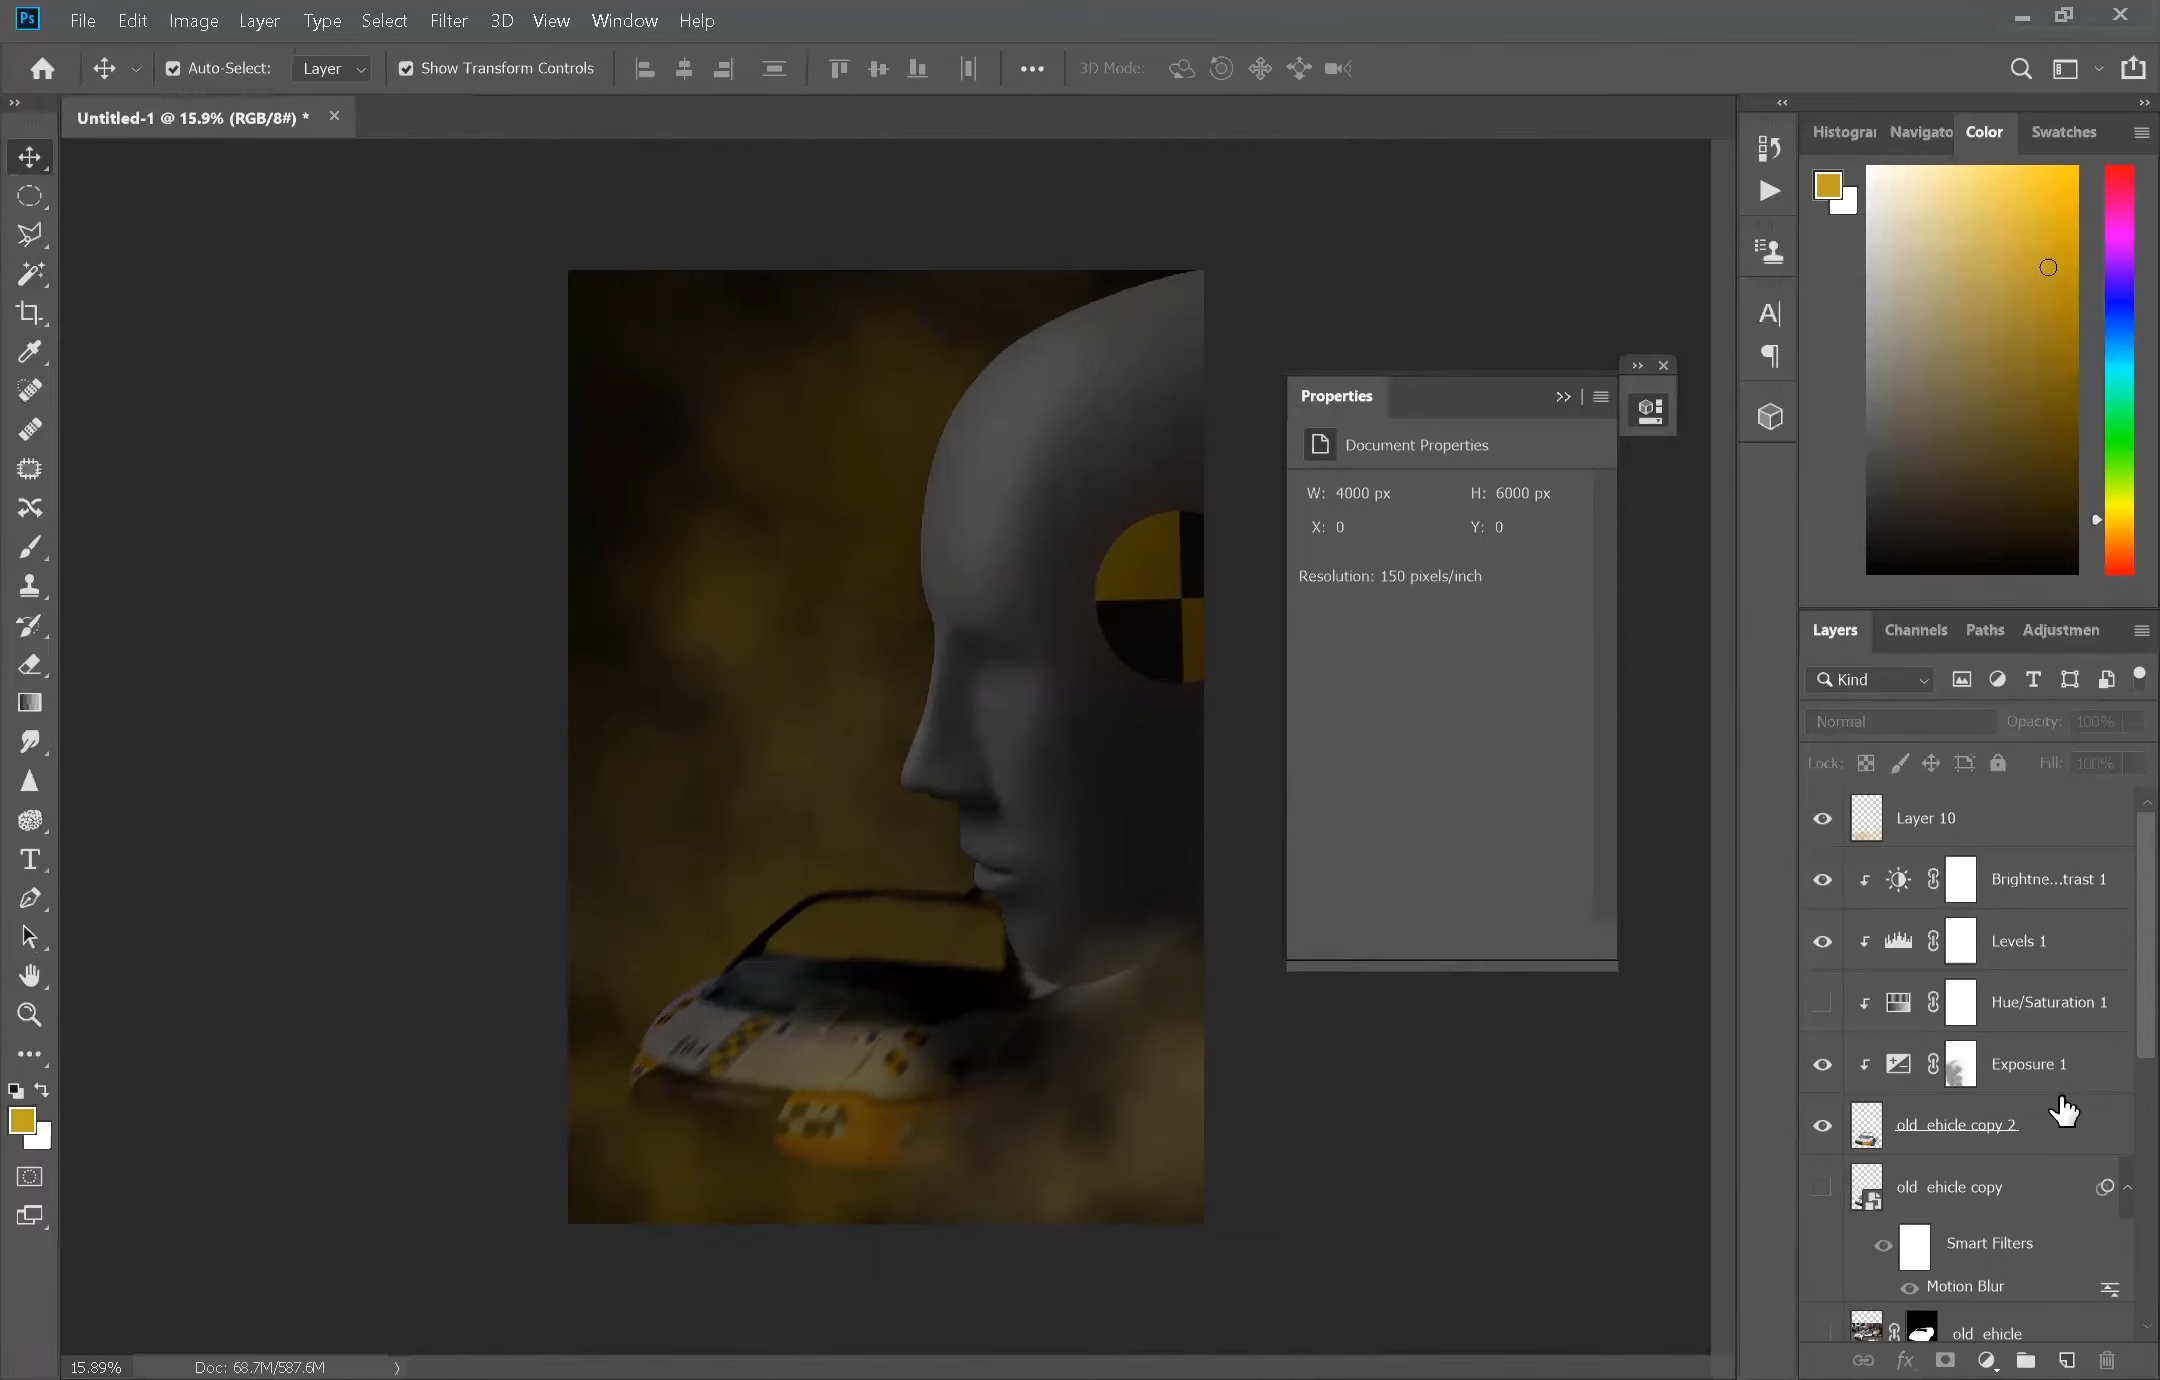 Ps File Edit Image Layer Type Select Filter 3D View Window Help
Auto-Select: Layer Show Transform Controls 3D Mode:
Untitled-1 @ 15.9% (RGB/8#) *
Histograı Navigato Color Swatches
Properties
Document Properties
W: 4000 px H: 6000 px
X: 0 Y: 0
Resolution: 150 pixels/inch
Layers Channels Paths Adjustmen
Kind
Normal Opacity: 100%
Lock: Fill: 100%
Layer 10
Brightne...trast 1
Levels 1
Hue/Saturation 1
Exposure 1
old ehicle copy 2
old ehicle copy
Smart Filters
Motion Blur
old ehicle
fx
15.89% Doc: 68.7M/587.6M